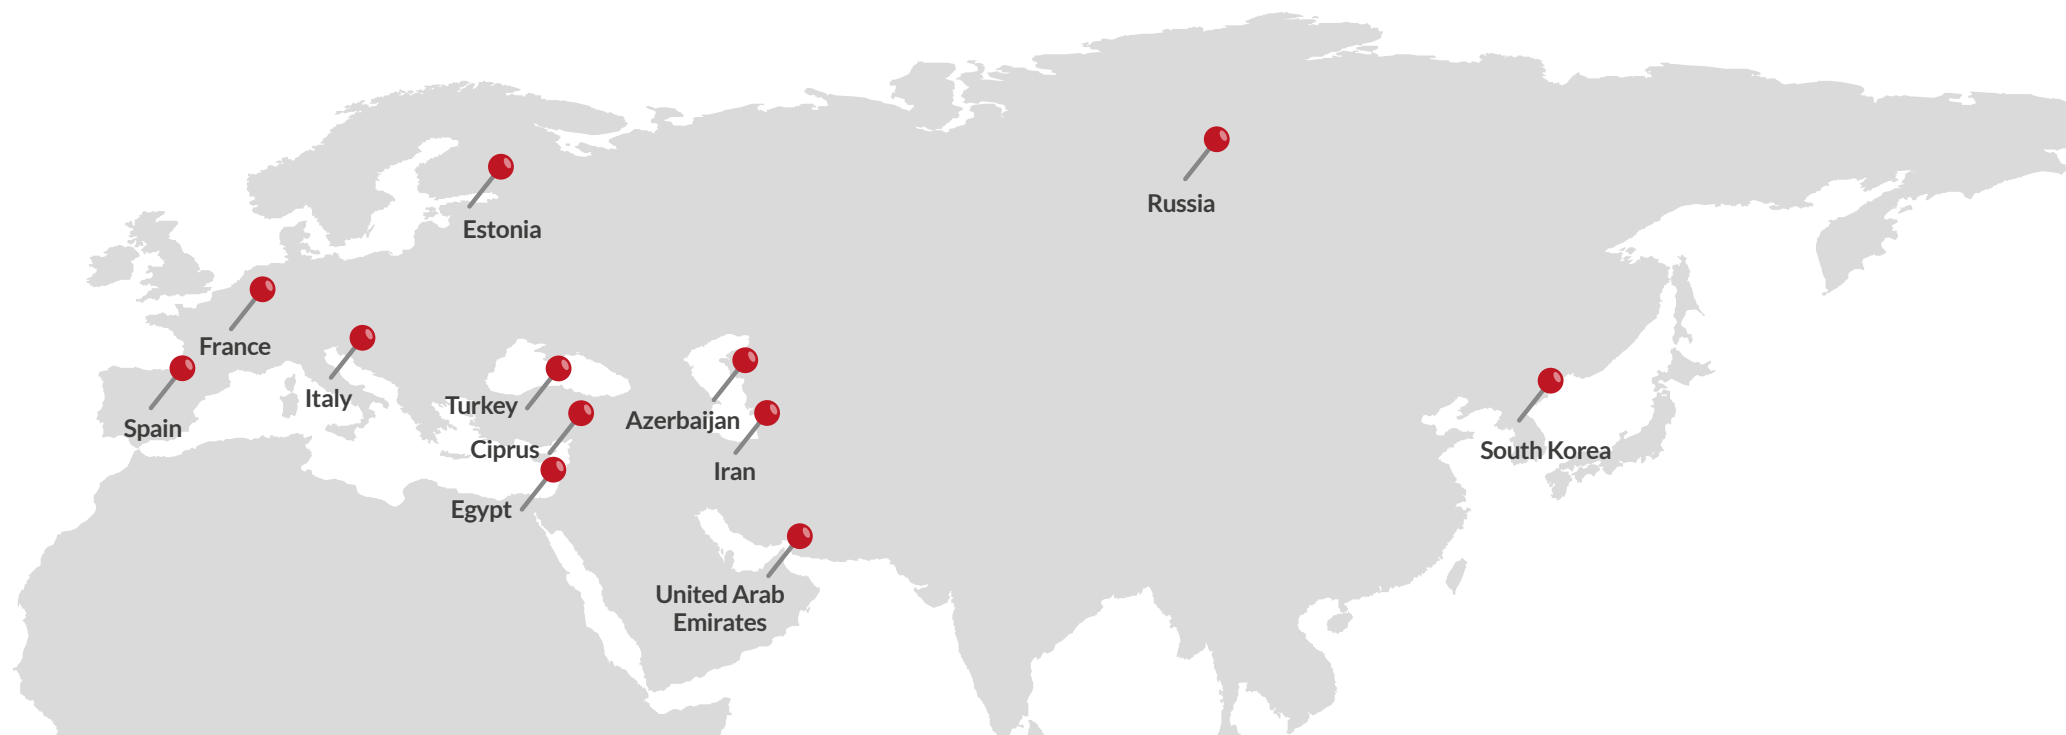 Russia
Estonia
France
Italy
Spain
Turkey
Azerbaijan
Ciprus
Iran
South Korea
Egypt
United Arab
Emirates